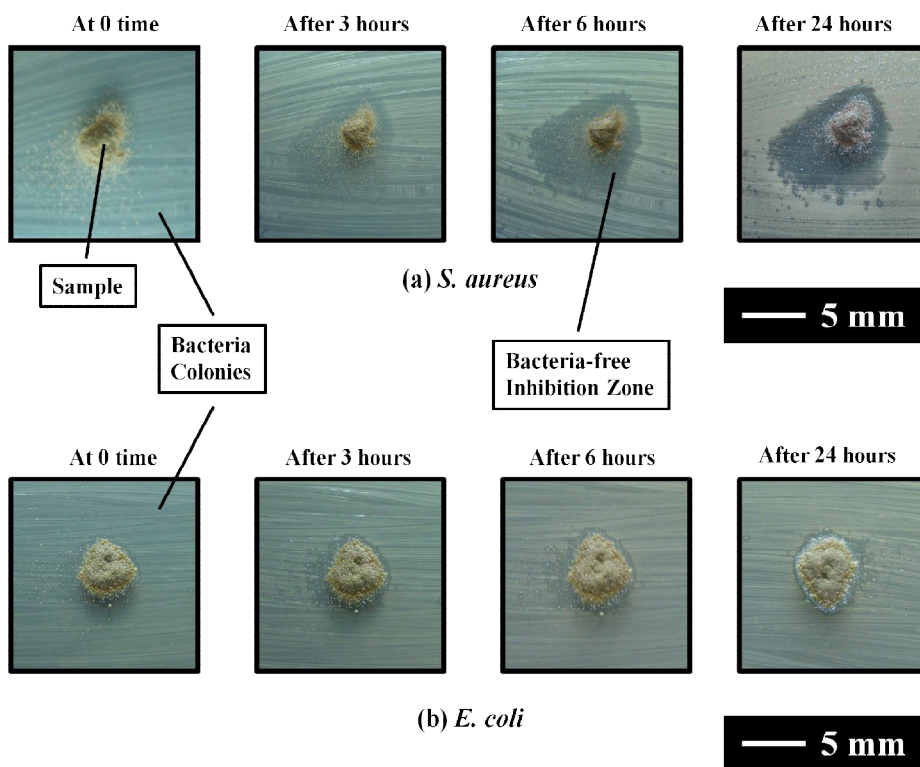 At 0 time
After 3 hours
After 6 hours
After 24 hours
Sample
(a) S. aureus
5 mm
Bacteria
Colonies
Bacteria-free
Inhibition Zone
At 0 time
After 3 hours
After 6 hours
After 24 hours
(b) E. coli
5 mm